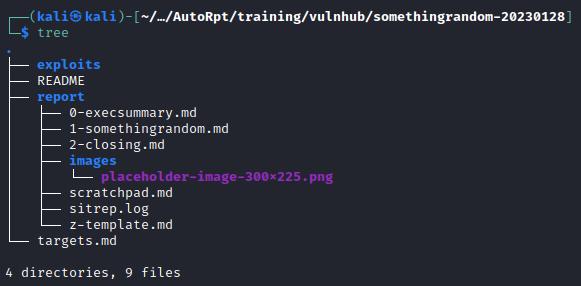 ┌──(kali㉿kali)-[~/…/AutoRpt/training/vulnhub/somethingrandom-20230128]
└─$ tree
.
├── exploits
├── README
├── report
│   ├── 0-execsummary.md
│   ├── 1-somethingrandom.md
│   ├── 2-closing.md
│   ├── images
│   │   └── placeholder-image-300×225.png
│   ├── scratchpad.md
│   ├── sitrep.log
│   └── z-template.md
└── targets.md
4 directories, 9 files